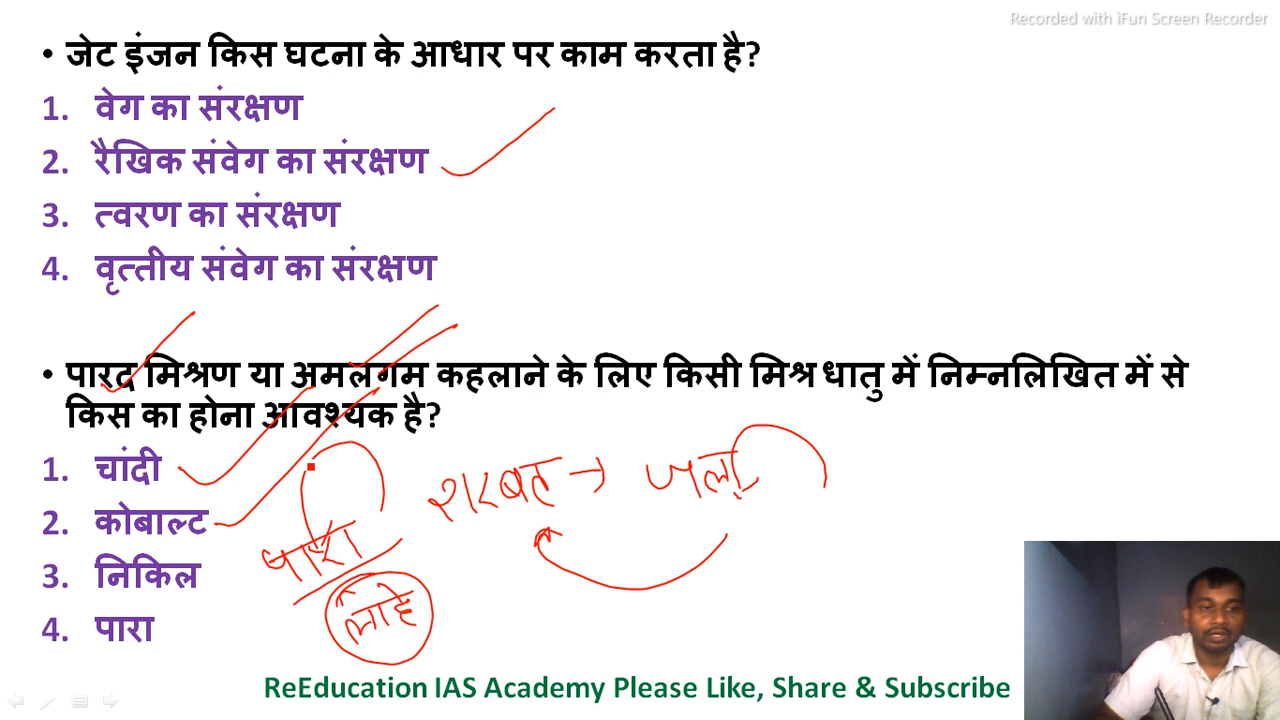 Recorded with iFun Screen Recorder
• जेट इंजन किस घटना के आधार पर काम करता है?
1. वेग का संरक्षण
2. रैखिक संवेग का संरक्षण
3. त्वरण का संरक्षण
4. वृत्तीय संवेग का संरक्षण
• पारद मिश्रण या अमलगम कहलाने के लिए किसी मिश्र धातु में निम्नलिखित में से
किस का होना आवश्यक है?
1. चांदी
शरबत → जल
2. कोबाल्ट
पारा
3. निकिल
लोहे
4. पारा
ReEducation IAS Academy Please Like, Share & Subscribe